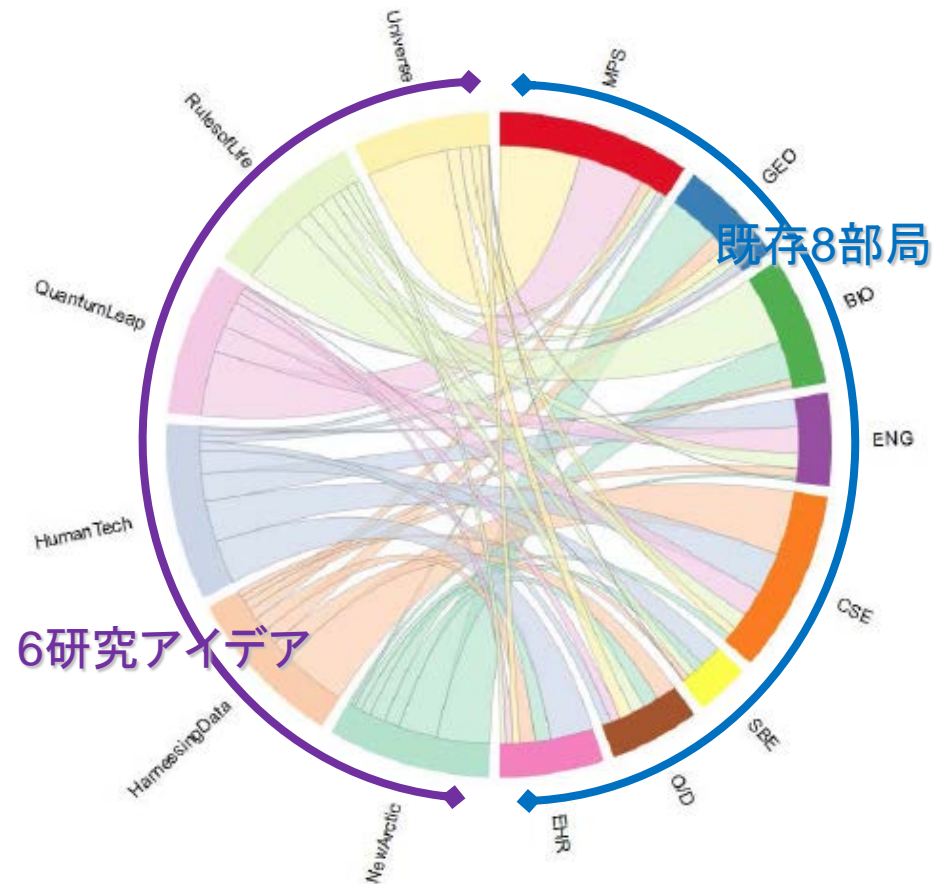 Universe
MPS
RulesofLife
GEO
既存8部局
QuantumLeap
BIO
ENG
HumanTech
CSE
6研究アイデア
HarnessingData
SBE
O/D
NewArctic
EHR